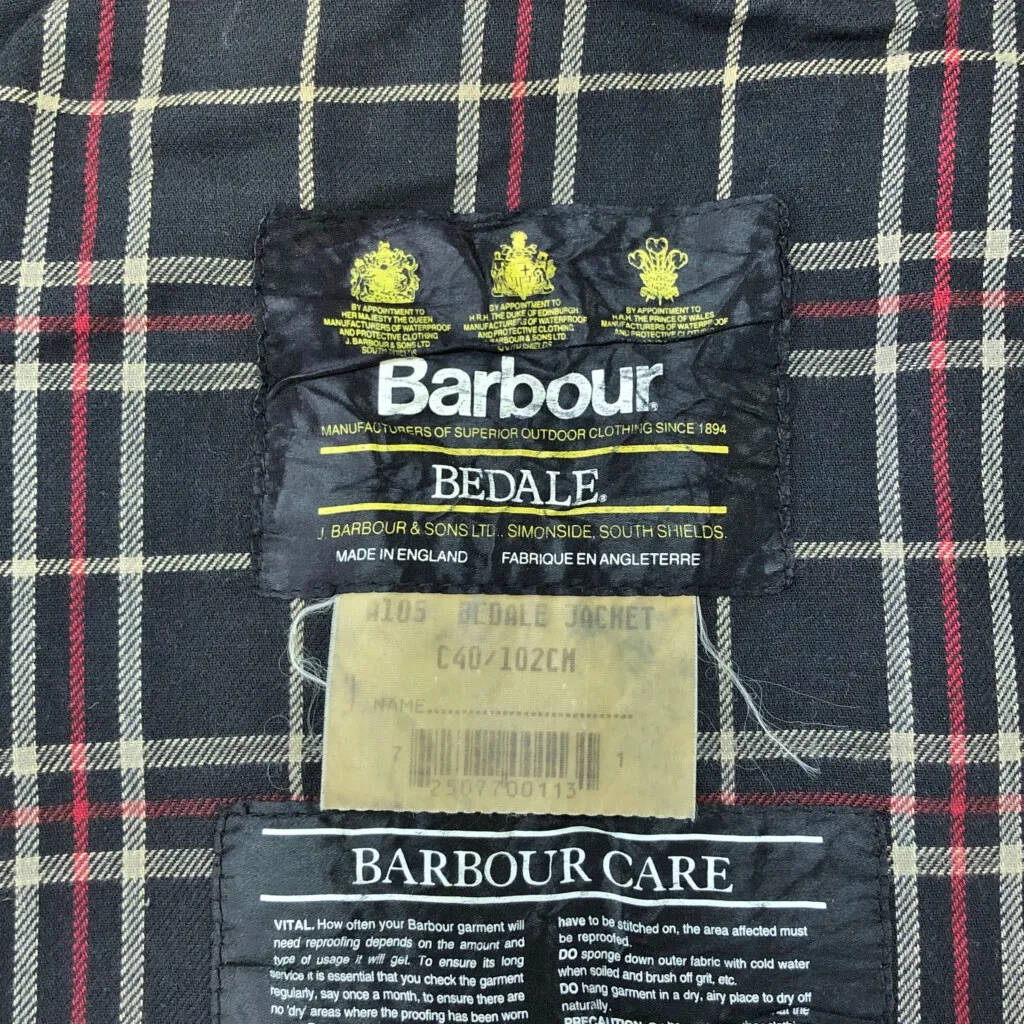 BY APPOINTMENT TO
HER MAJESTY THE QUEEN
MANUFACTURERS OF WATERPROOF
AND PROTECTIVE CLOTHING
J. BARBOUR & SONS LTD
SOUTH SHIELDS
BY APPOINTMENT TO
H.R.H. THE DUKE OF EDINBURGH
MANUFACTURERS OF WATERPROOF
AND PROTECTIVE CLOTHING
J. BARBOUR & SONS LTD
SOUTH SHIELDS
BY APPOINTMENT TO
H.R.H. THE PRINCE OF WALES
MANUFACTURERS OF WATERPROOF
AND PROTECTIVE CLOTHING
Barbour®
MANUFACTURERS OF SUPERIOR OUTDOOR CLOTHING SINCE 1894
BEDALE®
J. BARBOUR & SONS LTD., SIMONSIDE, SOUTH SHIELDS.
MADE IN ENGLAND FABRIQUE EN ANGLETERRE
A105 BEDALE JACKET
C40/102CM
NAME
7 2507700113 1
BARBOUR CARE
VITAL. How often your Barbour garment will
need reproofing depends on the amount and
type of usage it will get. To ensure its long
service it is essential that you check the garment
regularly, say once a month, to ensure there are
no 'dry' areas where the proofing has been worn
have to be stitched on, the area affected must
be reproofed.
DO sponge down outer fabric with cold water
when soiled and brush off grit, etc.
DO hang garment in a dry, airy place to dry off
naturally.
PRECAUTION